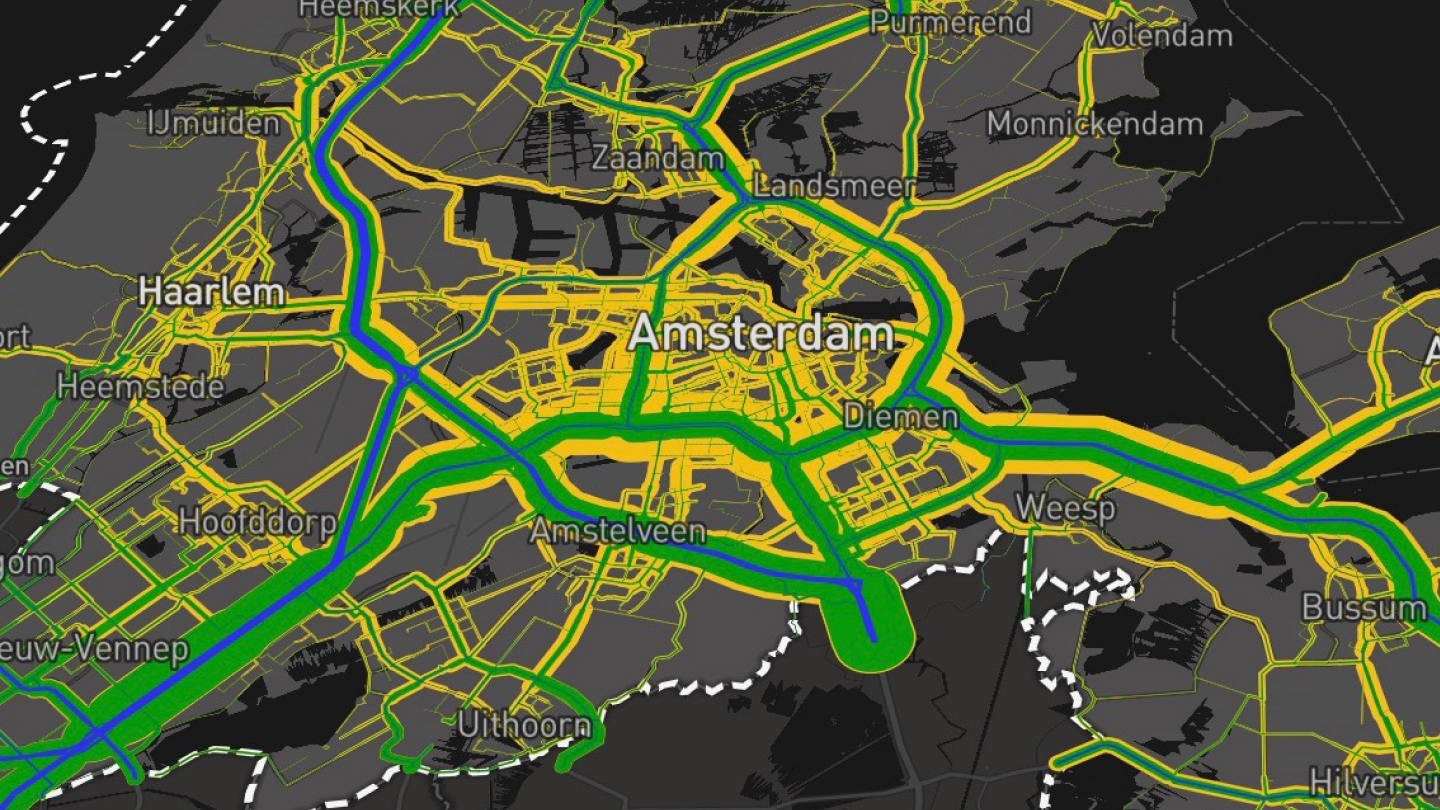 Heemskerk
Purmerend
Volendam
IJmuiden
Monnickendam
Zaandam
Landsmeer
Haarlem
Amsterdam
ort
A
Heemstede
Diemen
en
Hoofddorp
Amstelveen
Weesp
gom
Bussum
euw-Vennep
Uithoorn
Hilversu